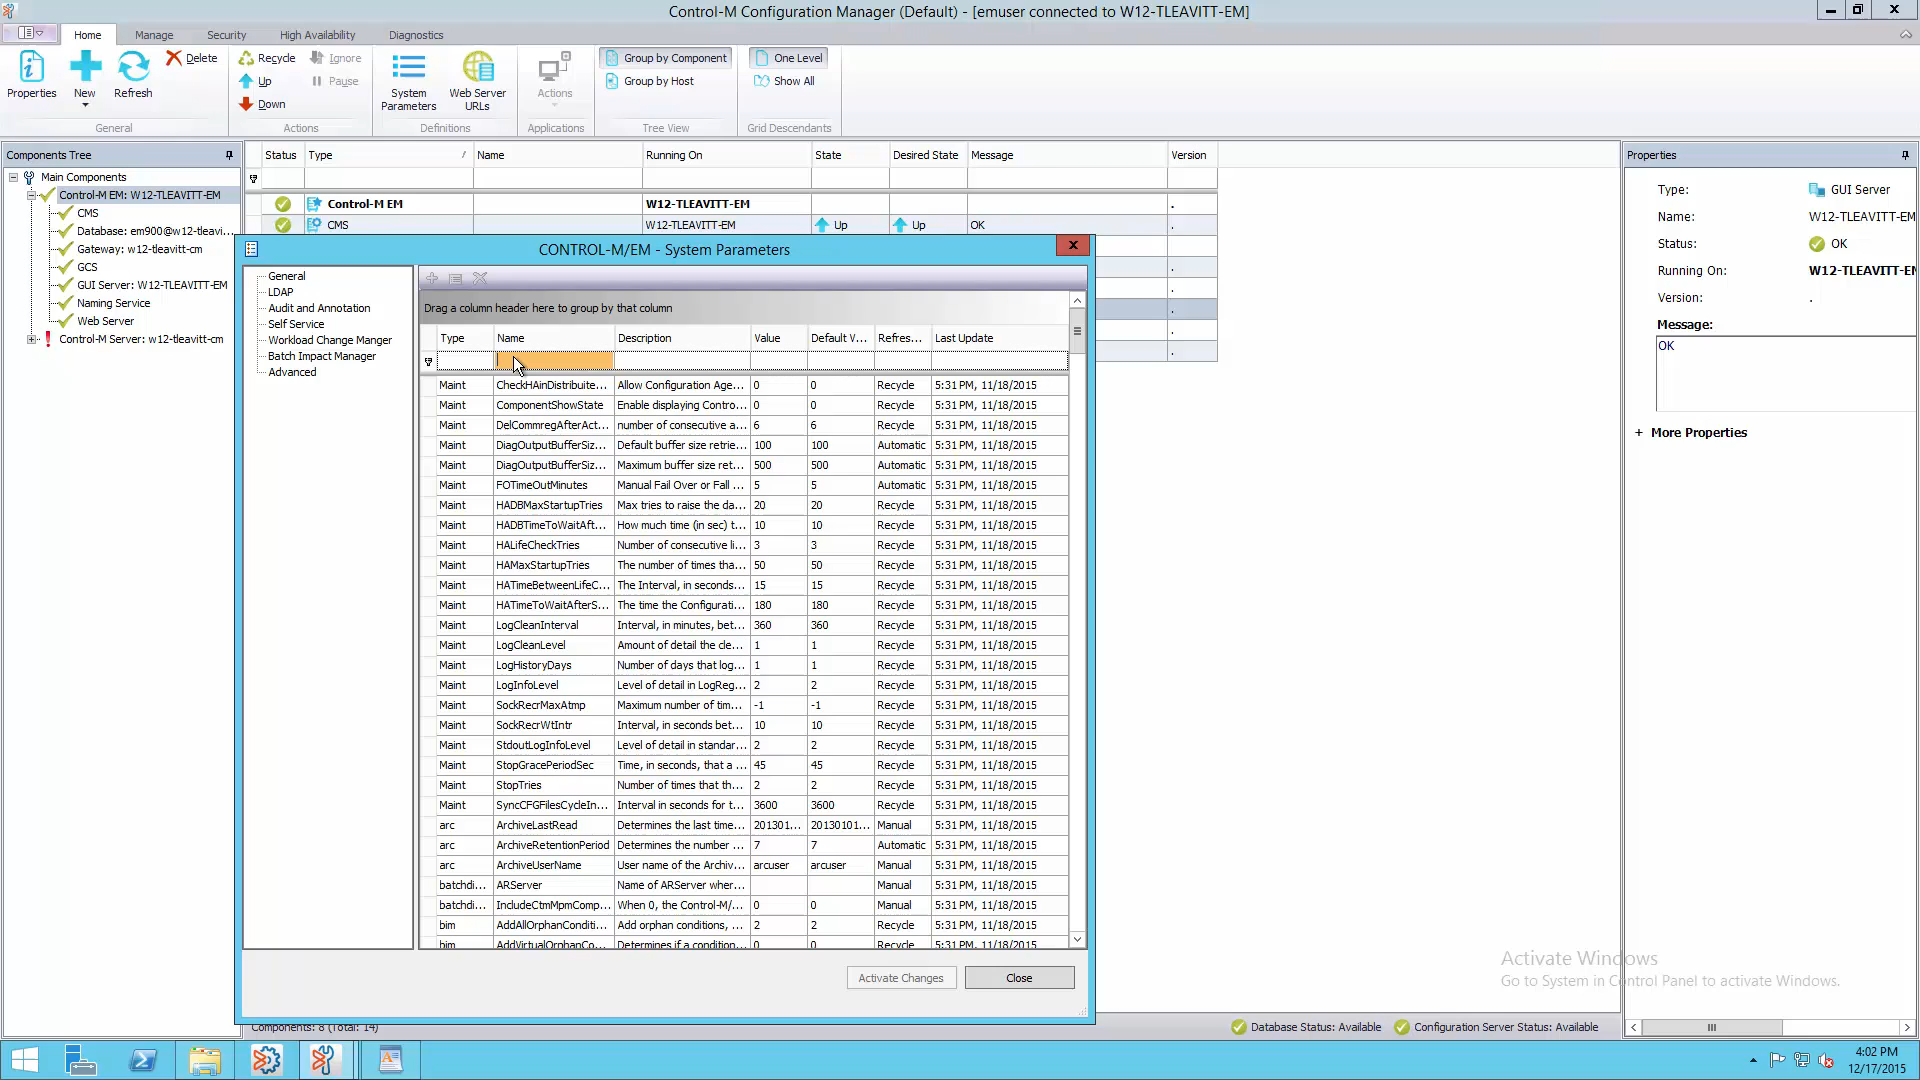 Control-M Configuration Manager (Default) - [emuser connected to W12-TLEAVITT-EM]
Home Manage Security High Availability Diagnostics
Properties New Refresh Delete
General
Recycle Ignore
Up Pause
Down
Actions
System Parameters Web Server URLs
Definitions
Actions
Applications
Group by Component
Group by Host
Tree View
One Level
Show All
Grid Descendants
Components Tree
Main Components
Control-M EM: W12-TLEAVITT-EM
CMS
Database: em900@w12-tleavi...
Gateway: w12-tleavitt-cm
GCS
GUI Server: W12-TLEAVITT-EM
Naming Service
Web Server
Control-M Server: w12-tleavitt-cm
Status Type / Name Running On State Desired State Message Version
Control-M EM W12-TLEAVITT-EM .
CMS W12-TLEAVITT-EM Up Up OK .
.
.
.
.
.
CONTROL-M/EM - System Parameters
General
LDAP
Audit and Annotation
Self Service
Workload Change Manger
Batch Impact Manager
Advanced
Drag a column header here to group by that column
Type Name Description Value Default V... Refres... Last Update
Maint CheckHAinDistribuite... Allow Configuration Age... 0 0 Recycle 5:31 PM, 11/18/2015
Maint ComponentShowState Enable displaying Contro... 0 0 Recycle 5:31 PM, 11/18/2015
Maint DelCommregAfterAct... number of consecutive a... 6 6 Recycle 5:31 PM, 11/18/2015
Maint DiagOutputBufferSiz... Default buffer size retrie... 100 100 Automatic 5:31 PM, 11/18/2015
Maint DiagOutputBufferSiz... Maximum buffer size ret... 500 500 Automatic 5:31 PM, 11/18/2015
Maint FOTimeOutMinutes Manual Fail Over or Fall ... 5 5 Automatic 5:31 PM, 11/18/2015
Maint HADBMaxStartupTries Max tries to raise the da... 20 20 Recycle 5:31 PM, 11/18/2015
Maint HADBTimeToWaitAft... How much time (in sec) t... 10 10 Recycle 5:31 PM, 11/18/2015
Maint HALifeCheckTries Number of consecutive li... 3 3 Recycle 5:31 PM, 11/18/2015
Maint HAMaxStartupTries The number of times tha... 50 50 Recycle 5:31 PM, 11/18/2015
Maint HATimeBetweenLifeC... The Interval, in seconds... 15 15 Recycle 5:31 PM, 11/18/2015
Maint HATimeToWaitAfterS... The time the Configurati... 180 180 Recycle 5:31 PM, 11/18/2015
Maint LogCleanInterval Interval, in minutes, bet... 360 360 Recycle 5:31 PM, 11/18/2015
Maint LogCleanLevel Amount of detail the cle... 1 1 Recycle 5:31 PM, 11/18/2015
Maint LogHistoryDays Number of days that log... 1 1 Recycle 5:31 PM, 11/18/2015
Maint LogInfoLevel Level of detail in LogReg... 2 2 Recycle 5:31 PM, 11/18/2015
Maint SockRecrMaxAtmp Maximum number of tim... -1 -1 Recycle 5:31 PM, 11/18/2015
Maint SockRecrWtIntr Interval, in seconds bet... 10 10 Recycle 5:31 PM, 11/18/2015
Maint StdoutLogInfoLevel Level of detail in standar... 2 2 Recycle 5:31 PM, 11/18/2015
Maint StopGracePeriodSec Time, in seconds, that a ... 45 45 Recycle 5:31 PM, 11/18/2015
Maint StopTries Number of times that th... 2 2 Recycle 5:31 PM, 11/18/2015
Maint SyncCFGFilesCycleIn... Interval in seconds for t... 3600 3600 Recycle 5:31 PM, 11/18/2015
arc ArchiveLastRead Determines the last time... 201301... 20130101... Manual 5:31 PM, 11/18/2015
arc ArchiveRetentionPeriod Determines the number ... 7 7 Automatic 5:31 PM, 11/18/2015
arc ArchiveUserName User name of the Archiv... arcuser arcuser Manual 5:31 PM, 11/18/2015
batchdi... ARServer Name of ARServer wher... Manual 5:31 PM, 11/18/2015
batchdi... IncludeCtmMpmComp... When 0, the Control-M/... 0 0 Manual 5:31 PM, 11/18/2015
bim AddAllOrphanConditi... Add orphan conditions, ... 2 2 Recycle 5:31 PM, 11/18/2015
bim AddVirtualOrphanCo... Determines if a condition... 0 0 Recycle 5:31 PM, 11/18/2015
Activate Changes Close
Components: 8 (Total: 14)
Properties
Type: GUI Server
Name: W12-TLEAVITT-EM
Status: OK
Running On: W12-TLEAVITT-EM
Version: .
Message:
OK
+ More Properties
Activate Windows
Go to System in Control Panel to activate Windows.
Database Status: Available Configuration Server Status: Available
4:02 PM
12/17/2015